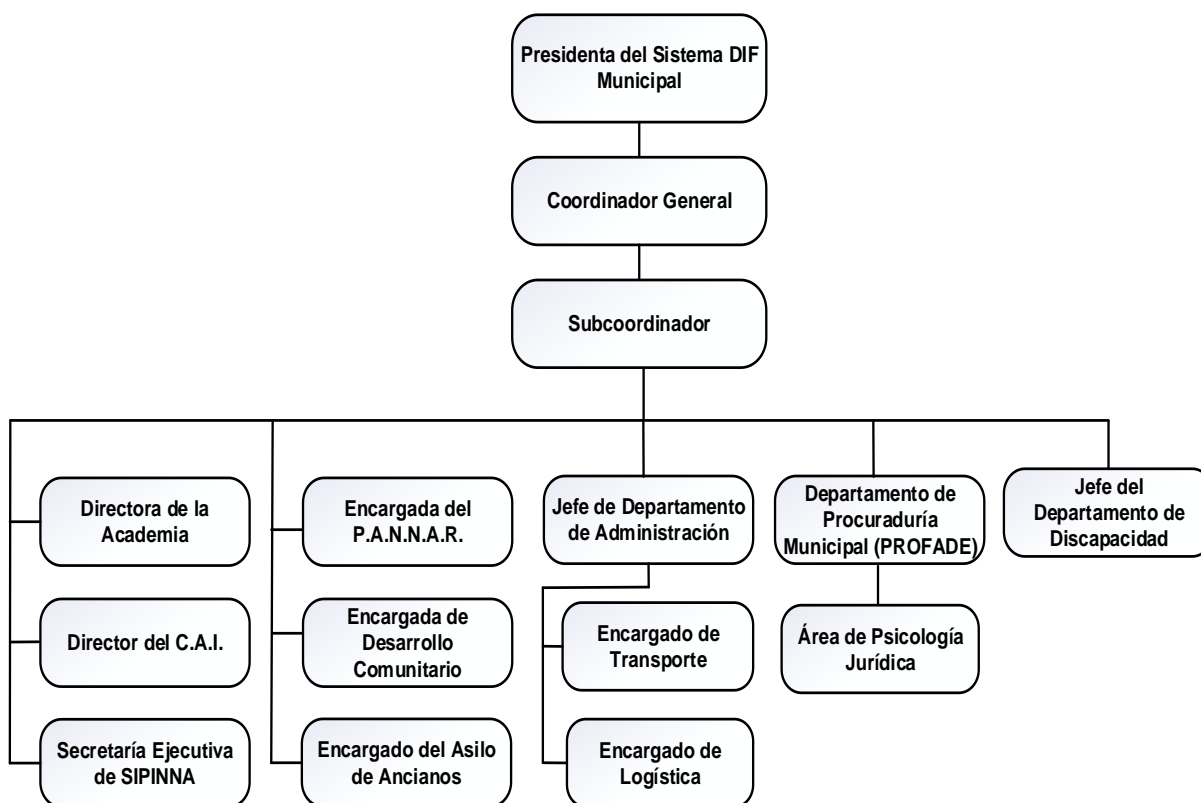 Presidenta del Sistema DIF
Municipal
Coordinador General
Subcoordinador
Directora de la
Academia
Encargada del
P.A.N.N.A.R.
Jefe de Departamento
de Administración
Departamento de
Procuraduría
Municipal (PROFADE)
Jefe del
Departamento de
Discapacidad
Director del C.A.I.
Encargada de
Desarrollo
Comunitario
Encargado de
Transporte
Área de Psicología
Jurídica
Secretaría Ejecutiva
de SIPINNA
Encargado del Asilo
de Ancianos
Encargado de
Logística